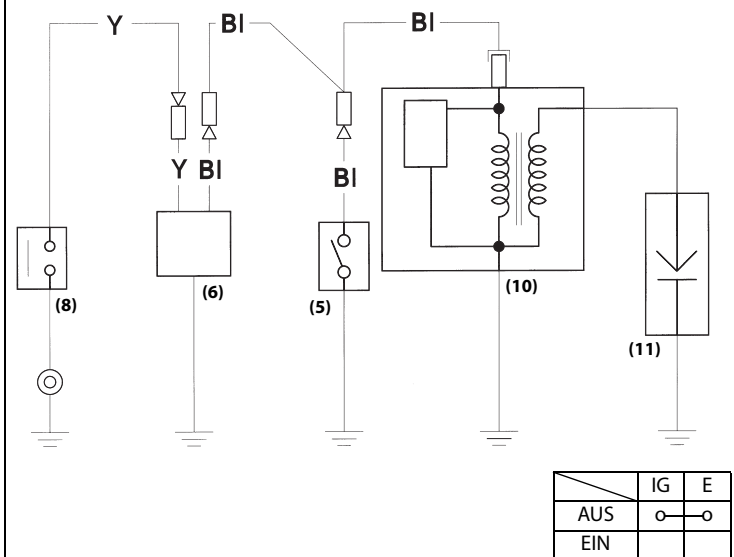 Y Bl Bl
Y Bl
Bl
(8) (6) (5) (10) (11)
IG E
AUS
EIN